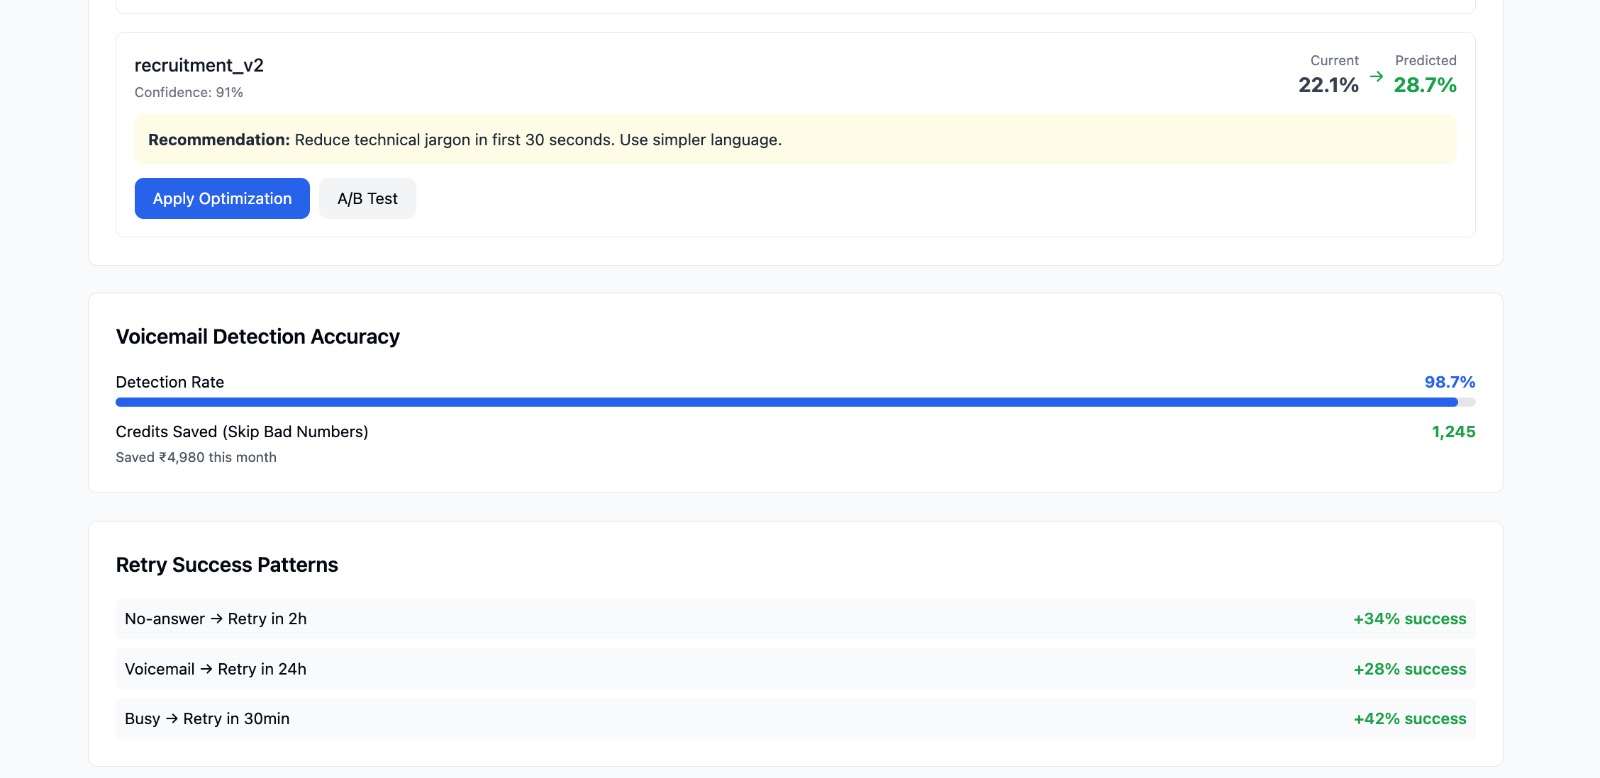 recruitment_v2
Confidence: 91%
Current
22.1%
→
Predicted
28.7%
Recommendation: Reduce technical jargon in first 30 seconds. Use simpler language.
Apply Optimization
A/B Test
Voicemail Detection Accuracy
Detection Rate 98.7%
Credits Saved (Skip Bad Numbers) 1,245
Saved ₹4,980 this month
Retry Success Patterns
No-answer → Retry in 2h +34% success
Voicemail → Retry in 24h +28% success
Busy → Retry in 30min +42% success